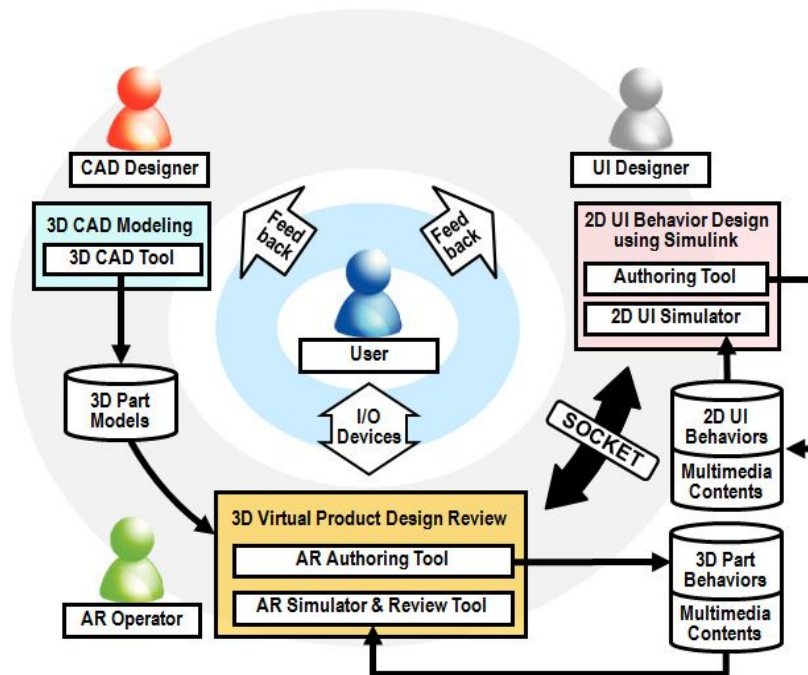 CAD Designer
UI Designer
3D CAD Modeling
3D CAD Tool
Feed
back
Feed
back
2D UI Behavior Design
using Simulink
Authoring Tool
2D UI Simulator
User
3D Part
Models
I/O
Devices
SOCKET
2D UI
Behaviors
Multimedia
Contents
3D Virtual Product Design Review
AR Authoring Tool
AR Simulator & Review Tool
AR Operator
3D Part
Behaviors
Multimedia
Contents